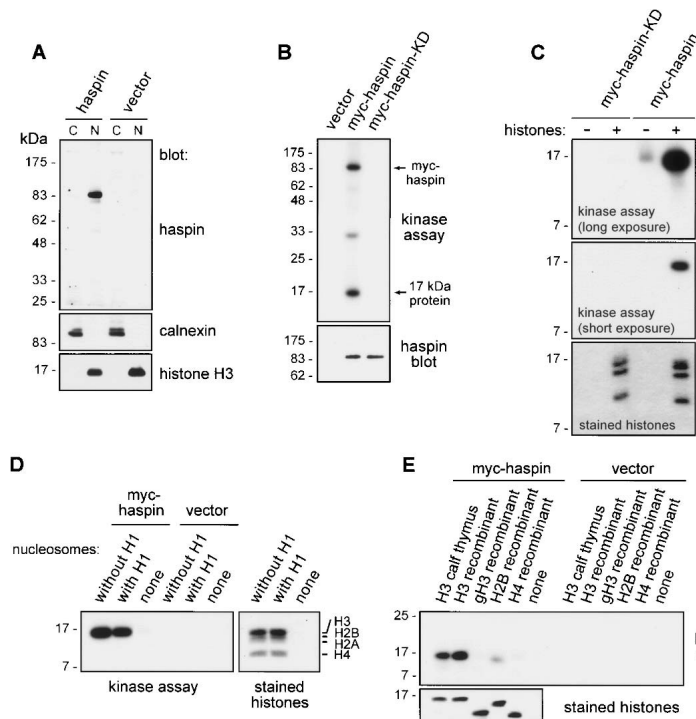 A
haspin
vector
C N C N
kDa
175 -
83 -
62 -
48 -
33 -
25 -
83 -
17 -
blot:
haspin
calnexin
histone H3
B
vector
myc-haspin
myc-haspin-KD
175 -
83 -
62 -
48 -
33 -
25 -
17 -
175 -
83 -
62 -
myc-
haspin
kinase
assay
17 kDa
protein
haspin
blot
C
myc-haspin-KD
myc-haspin
histones: - + - +
17 -
7 -
kinase assay
(long exposure)
17 -
7 -
kinase assay
(short exposure)
17 -
7 -
stained histones
D
myc-
haspin
vector
nucleosomes:
without H1
with H1
none
without H1
with H1
none
without H1
with H1
none
17 -
7 -
H3
H2B
H2A
H4
kinase assay
stained
histones
E
myc-haspin
vector
H3 calf thymus
H3 recombinant
gH3 recombinant
H2B recombinant
H4 recombinant
none
H3 calf thymus
H3 recombinant
gH3 recombinant
H2B recombinant
H4 recombinant
none
25 -
17 -
7 -
17 -
stained histones